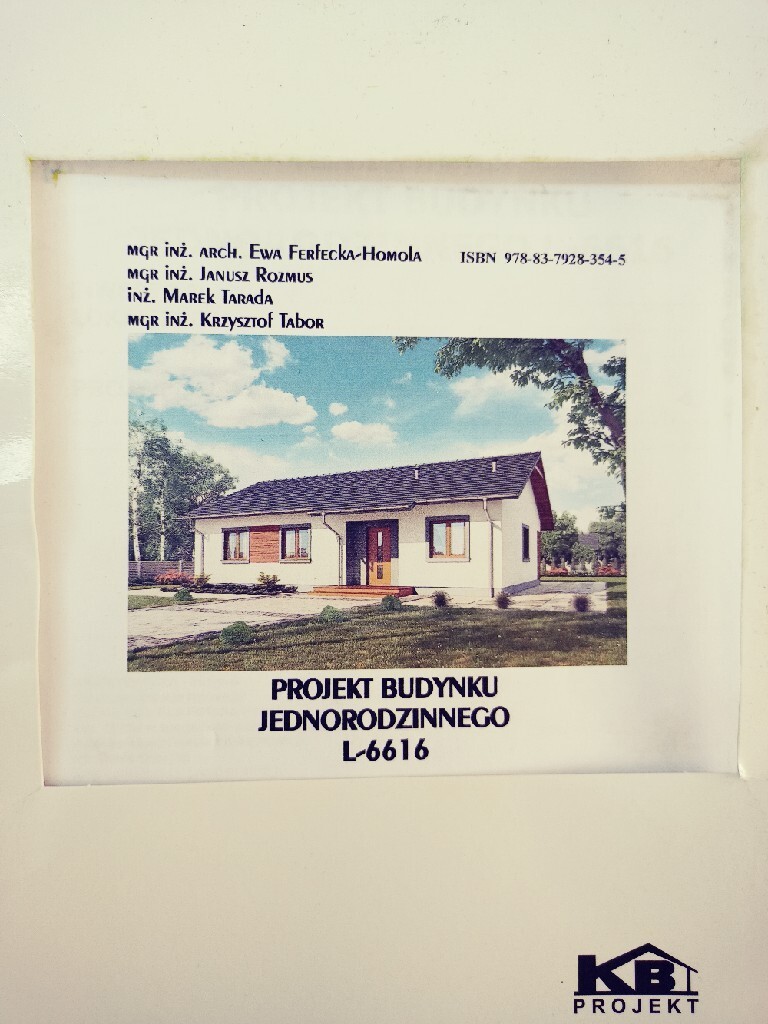 MGR INŻ. ARCH. EWA FERFECKA-HOMOLA ISBN 978-83-7928-354-5
MGR INŻ. JANUSZ ROZMUS
INŻ. MAREK TARADA
MGR INŻ. KRZYSZTOF TABOR
PROJEKT BUDYNKU
JEDNORODZINNEGO
L-6616
KB
PROJEKT